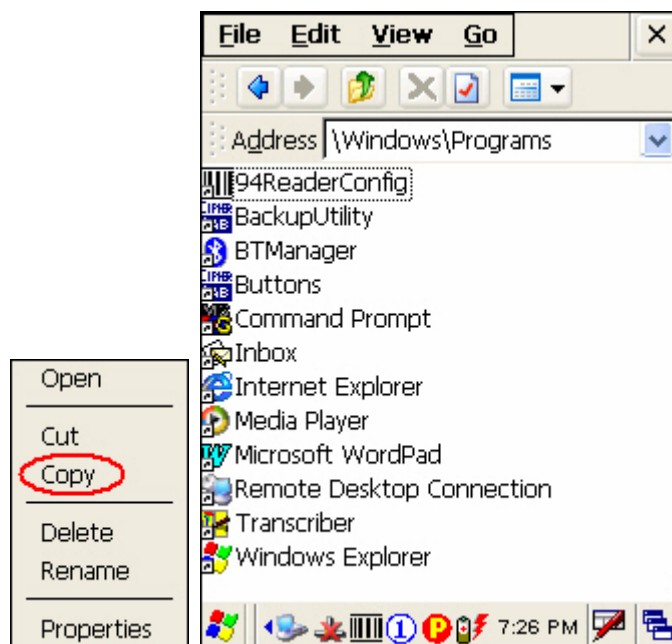 File Edit View Go
Address \Windows\Programs
94ReaderConfig
BackupUtility
BTManager
Buttons
Command Prompt
Inbox
Internet Explorer
Media Player
Microsoft WordPad
Remote Desktop Connection
Transcriber
Windows Explorer
7:26 PM
Open
Cut
Copy
Delete
Rename
Properties